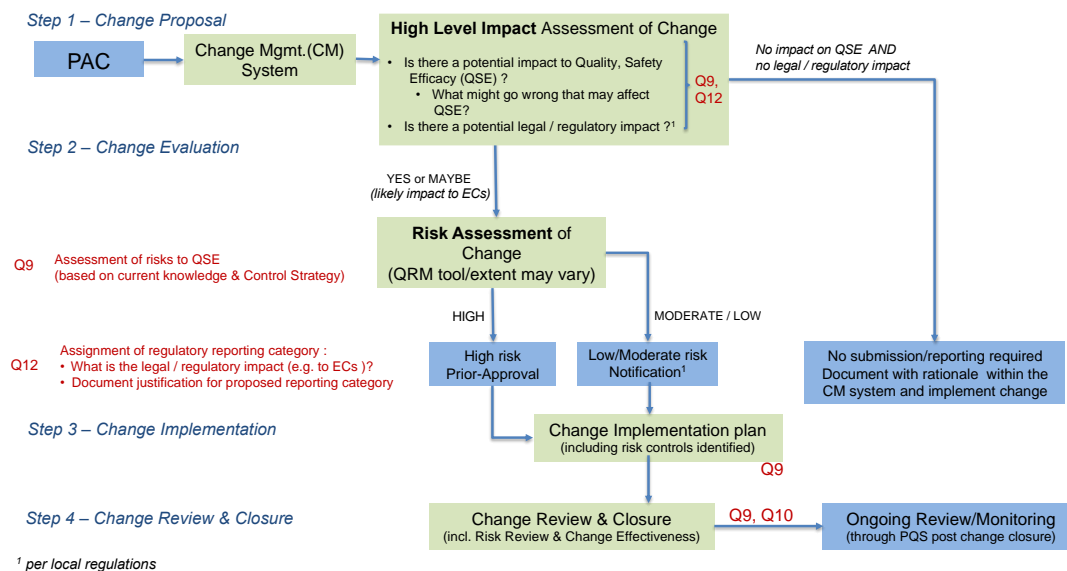 Step 1 – Change Proposal
PAC
Change Mgmt.(CM)
System
High Level Impact Assessment of Change
• Is there a potential impact to Quality, Safety
Efficacy (QSE) ?
• What might go wrong that may affect
QSE?
• Is there a potential legal / regulatory impact ?¹
Q9,
Q12
No impact on QSE AND
no legal / regulatory impact
Step 2 – Change Evaluation
YES or MAYBE
(likely impact to ECs)
Risk Assessment of
Change
(QRM tool/extent may vary)
Q9
Assessment of risks to QSE
(based on current knowledge & Control Strategy)
HIGH
MODERATE / LOW
Q12
Assignment of regulatory reporting category :
• What is the legal / regulatory impact (e.g. to ECs )?
• Document justification for proposed reporting category
High risk
Prior-Approval
Low/Moderate risk
Notification¹
No submission/reporting required
Document with rationale within the
CM system and implement change
Step 3 – Change Implementation
Change Implementation plan
(including risk controls identified)
Q9
Step 4 – Change Review & Closure
Change Review & Closure
(incl. Risk Review & Change Effectiveness)
Q9, Q10
Ongoing Review/Monitoring
(through PQS post change closure)
¹ per local regulations